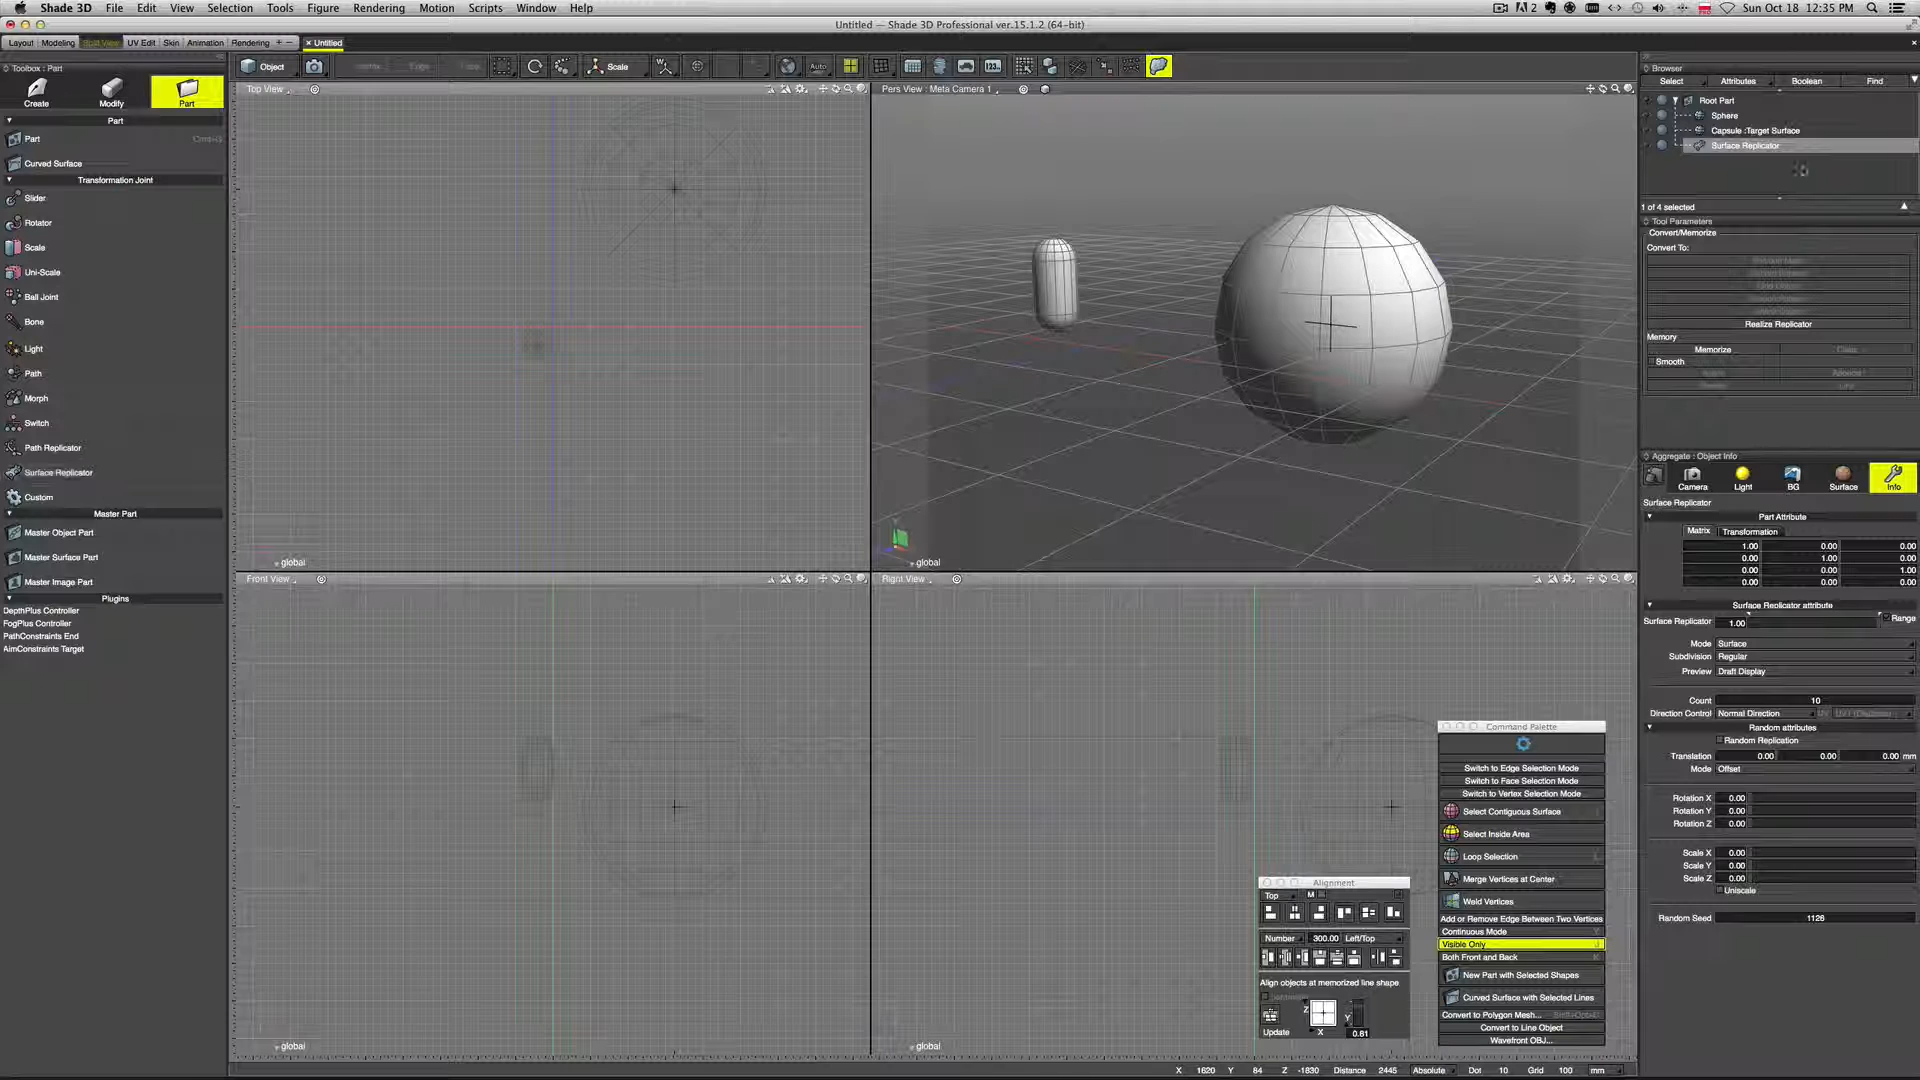 Shade 3D File Edit View Selection Tools Figure Rendering Motion Scripts Window Help
2 Sun Oct 18 12:35 PM
Untitled — Shade 3D Professional ver.15.1.2 (64-bit)
Layout Modeling Split View UV Edit Skin Animation Rendering + − × Untitled
Toolbox : Part
Create Modify Part
Object Auto Scale 123..
Part
Part
Curved Surface
Transformation Joint
Slider
Rotator
Scale
Uni-Scale
Ball Joint
Bone
Light
Path
Morph
Switch
Path Replicator
Surface Replicator
Custom
Master Part
Master Object Part
Master Surface Part
Master Image Part
Plugins
DepthPlus Controller
FogPlus Controller
PathConstraints End
AimConstraints Target
Top View
global
Pers View : Meta Camera 1
global
Front View
global
Right View
global
Browser
Select Attributes Boolean Find
Root Part
Sphere
Capsule :Target Surface
Surface Replicator
1 of 4 selected
Tool Parameters
Convert/Memorize
Convert To:
Realize Replicator
Memory
Memorize
Smooth
Aggregate : Object Info
Camera Light BG Surface Info
Surface Replicator
Part Attribute
Matrix Transformation
1.00 0.00 0.00
0.00 1.00 0.00
0.00 0.00 1.00
0.00 0.00 0.00
Surface Replicator attribute
Surface Replicator 1.00 Range
Mode Surface
Subdivision Regular
Preview Draft Display
Count 10
Direction Control Normal Direction UV
Random attributes
Random Replication
Translation 0.00 0.00 0.00 mm
Mode Offset
Rotation X 0.00
Rotation Y 0.00
Rotation Z 0.00
Scale X 0.00
Scale Y 0.00
Scale Z 0.00
Uniscale
Random Seed 1126
Command Palette
Switch to Edge Selection Mode
Switch to Face Selection Mode
Switch to Vertex Selection Mode
Select Contiguous Surface
Select Inside Area
Loop Selection
Merge Vertices at Center
Weld Vertices
Add or Remove Edge Between Two Vertices
Continuous Mode
Visible Only
Both Front and Back
New Part with Selected Shapes
Curved Surface with Selected Lines
Convert to Polygon Mesh...
Convert to Line Object
Wavefront OBJ...
Alignment
Top M
Number 300.00 Left/Top
Align objects at memorized line shape
Z Y
Update X 0.81
X 1620 Y 84 Z -1830 Distance 2445 Absolute Dot 10 Grid 100 mm